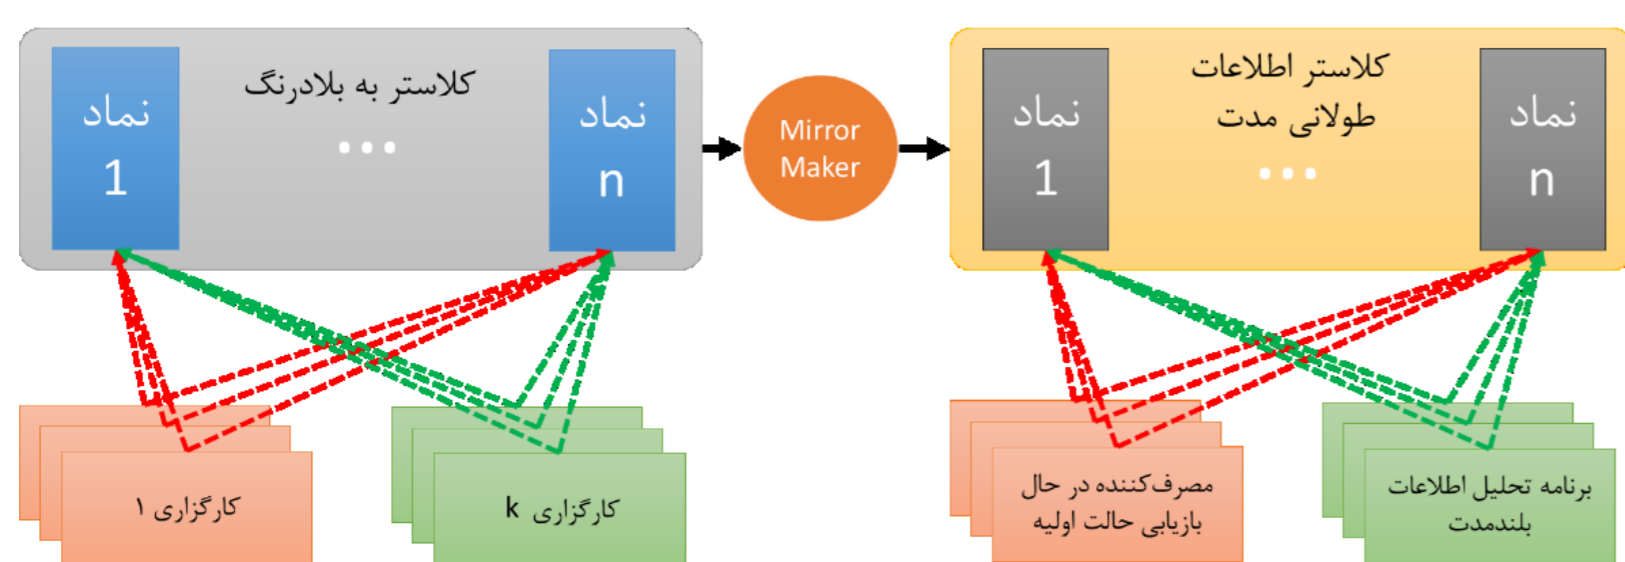 کلاستر به بلادرنگ
نماد
1
...
نماد
n
Mirror
Maker
کلاستر اطلاعات
طولانی مدت
نماد
1
...
نماد
n
کارگزاری ۱
کارگزاری k
مصرف‌کننده در حال
بازیابی حالت اولیه
برنامه تحلیل اطلاعات
بلندمدت